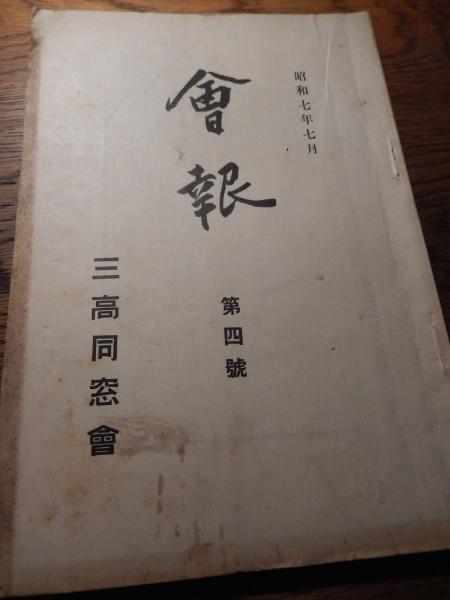 昭和七年七月
會報
第四號
三高同窓會